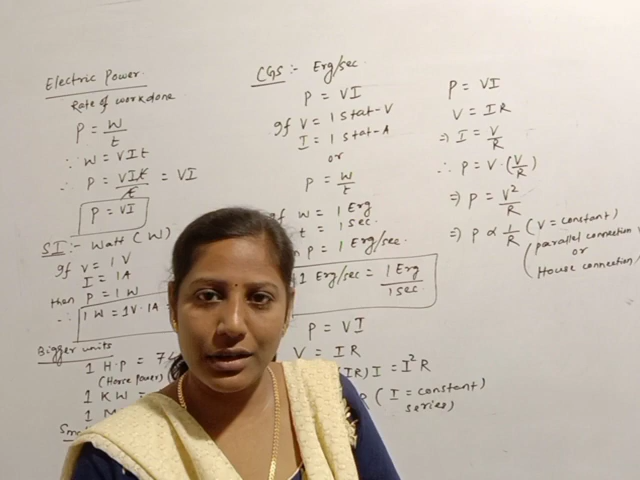 Electric Power.
Rate of workdone
P = W/t
∵ W = VIt
∴ P = VIt/t = VI
P = VI
SI :- Watt (W)
If V = 1 V
I = 1A
then P = 1 W
∴ 1 W = 1V. 1A =
Bigger units
1 H.P = 74
(Horse Power)
1 KW =
1 M
CGS :- Erg/sec
P = VI
If V = 1 Stat-V
I = 1 Stat-A
or
P = W/t
If W = 1 Erg
t = 1 sec.
P = 1 Erg/sec.
1 Erg/sec = 1 Erg/1 sec
P = VI
V = IR
(IR) I = I²R
R ( I = constant)
series)
P = VI
V = IR
⇒ I = V/R
∴ P = V. (V/R)
⇒ P = V²/R
⇒ P ∝ 1/R ( V = constant)
( parallel connection
or
House connection